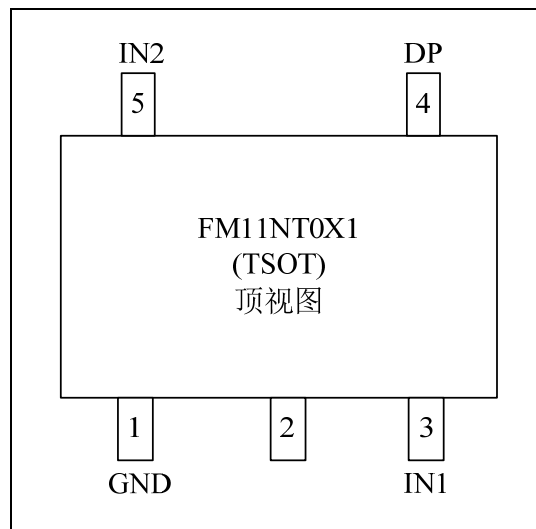 IN2 DP
5 4
FM11NT0X1
(TSOT)
顶视图
1 2 3
GND IN1